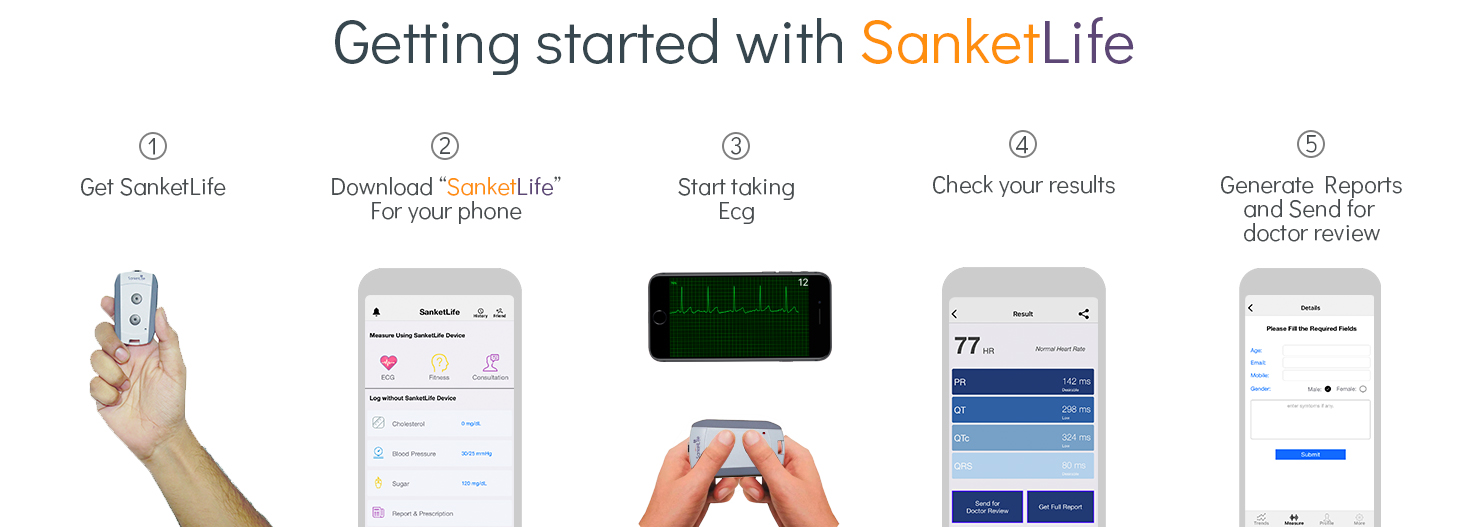 Getting started with SanketLife
1
Get SanketLife
2
Download “SanketLife”
For your phone
SanketLife
History
Friend
Measure Using SanketLife Device
ECG
Fitness
Consultation
Log without SanketLife Device
Cholesterol
0 mg/dL
Blood Pressure
30/25 mmHg
Sugar
120 mg/dL
Report & Prescription
3
Start taking
Ecg
12
4
Check your results
Result
77 HR
Normal Heart Rate
PR
142 ms
Desirable
QT
298 ms
Low
QTc
324 ms
Low
QRS
80 ms
Desirable
Send for
Doctor Review
Get Full Report
5
Generate Reports
and Send for
doctor review
Details
Please Fill the Required Fields
Age:
Email:
Mobile:
Gender:
Male:
Female:
enter symptoms if any
Submit
Trends
Measure
Profile
More